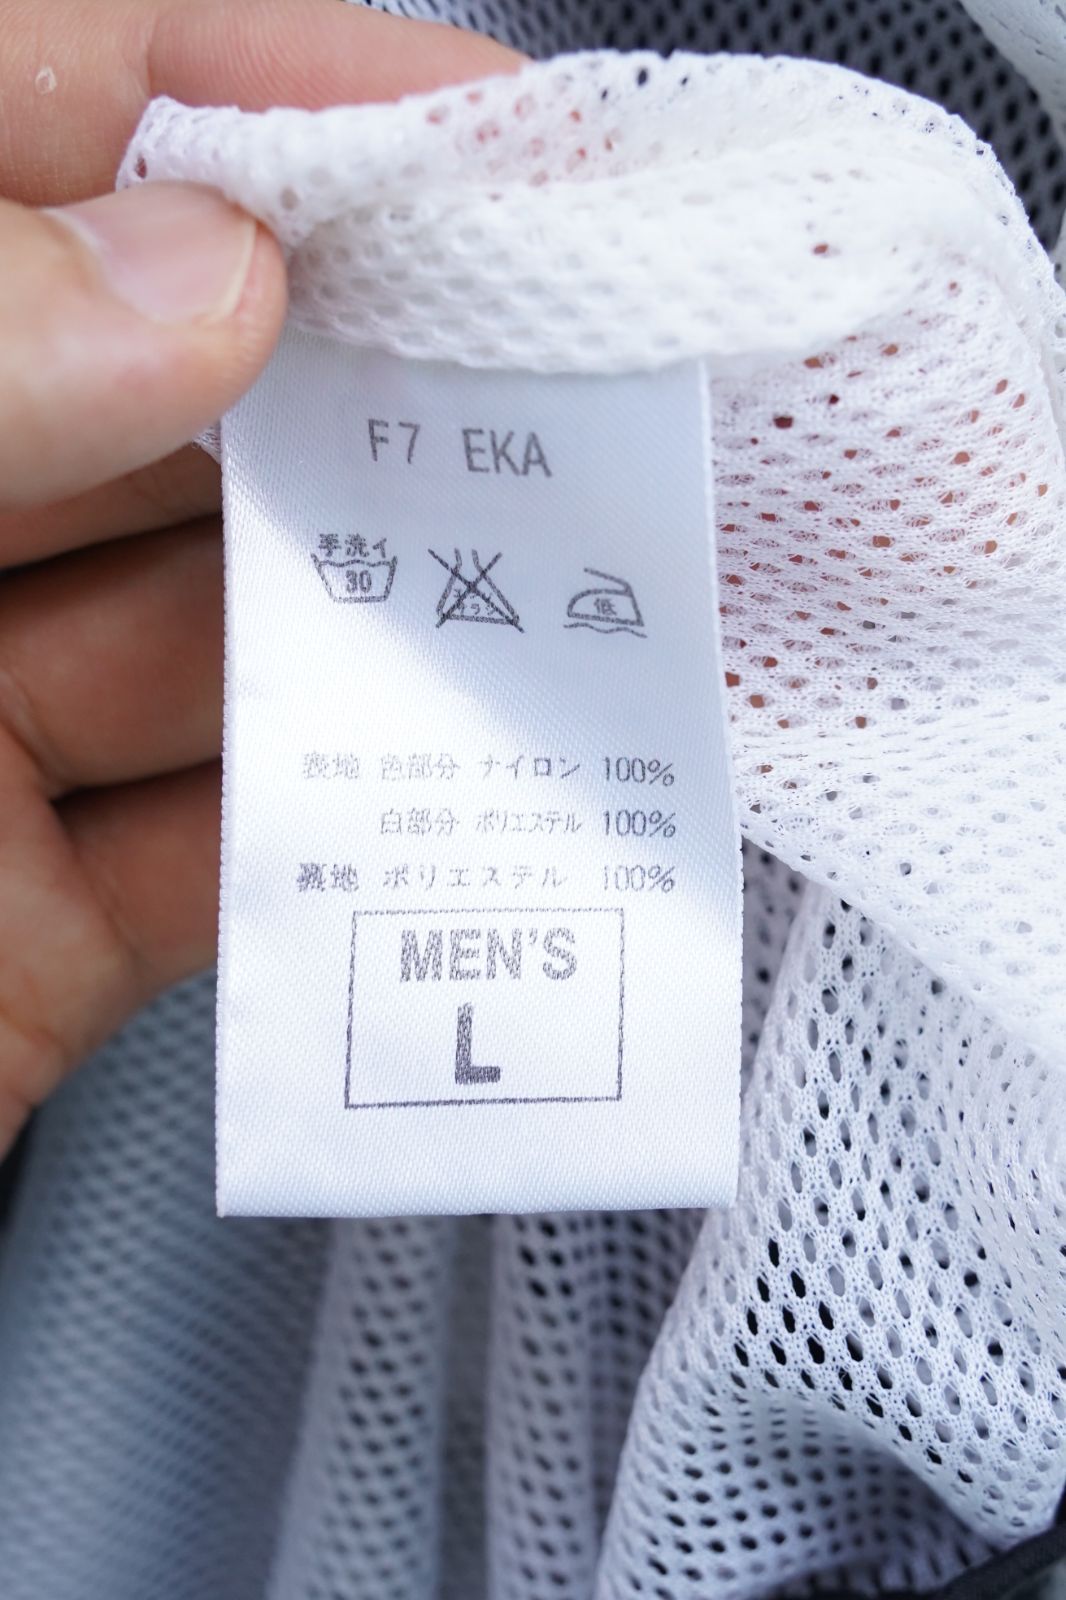 F7 EKA
手洗イ
30
低
表地 色部分 ナイロン 100%
白部分 ポリエステル 100%
裏地 ポリエステル 100%
MEN'S
L